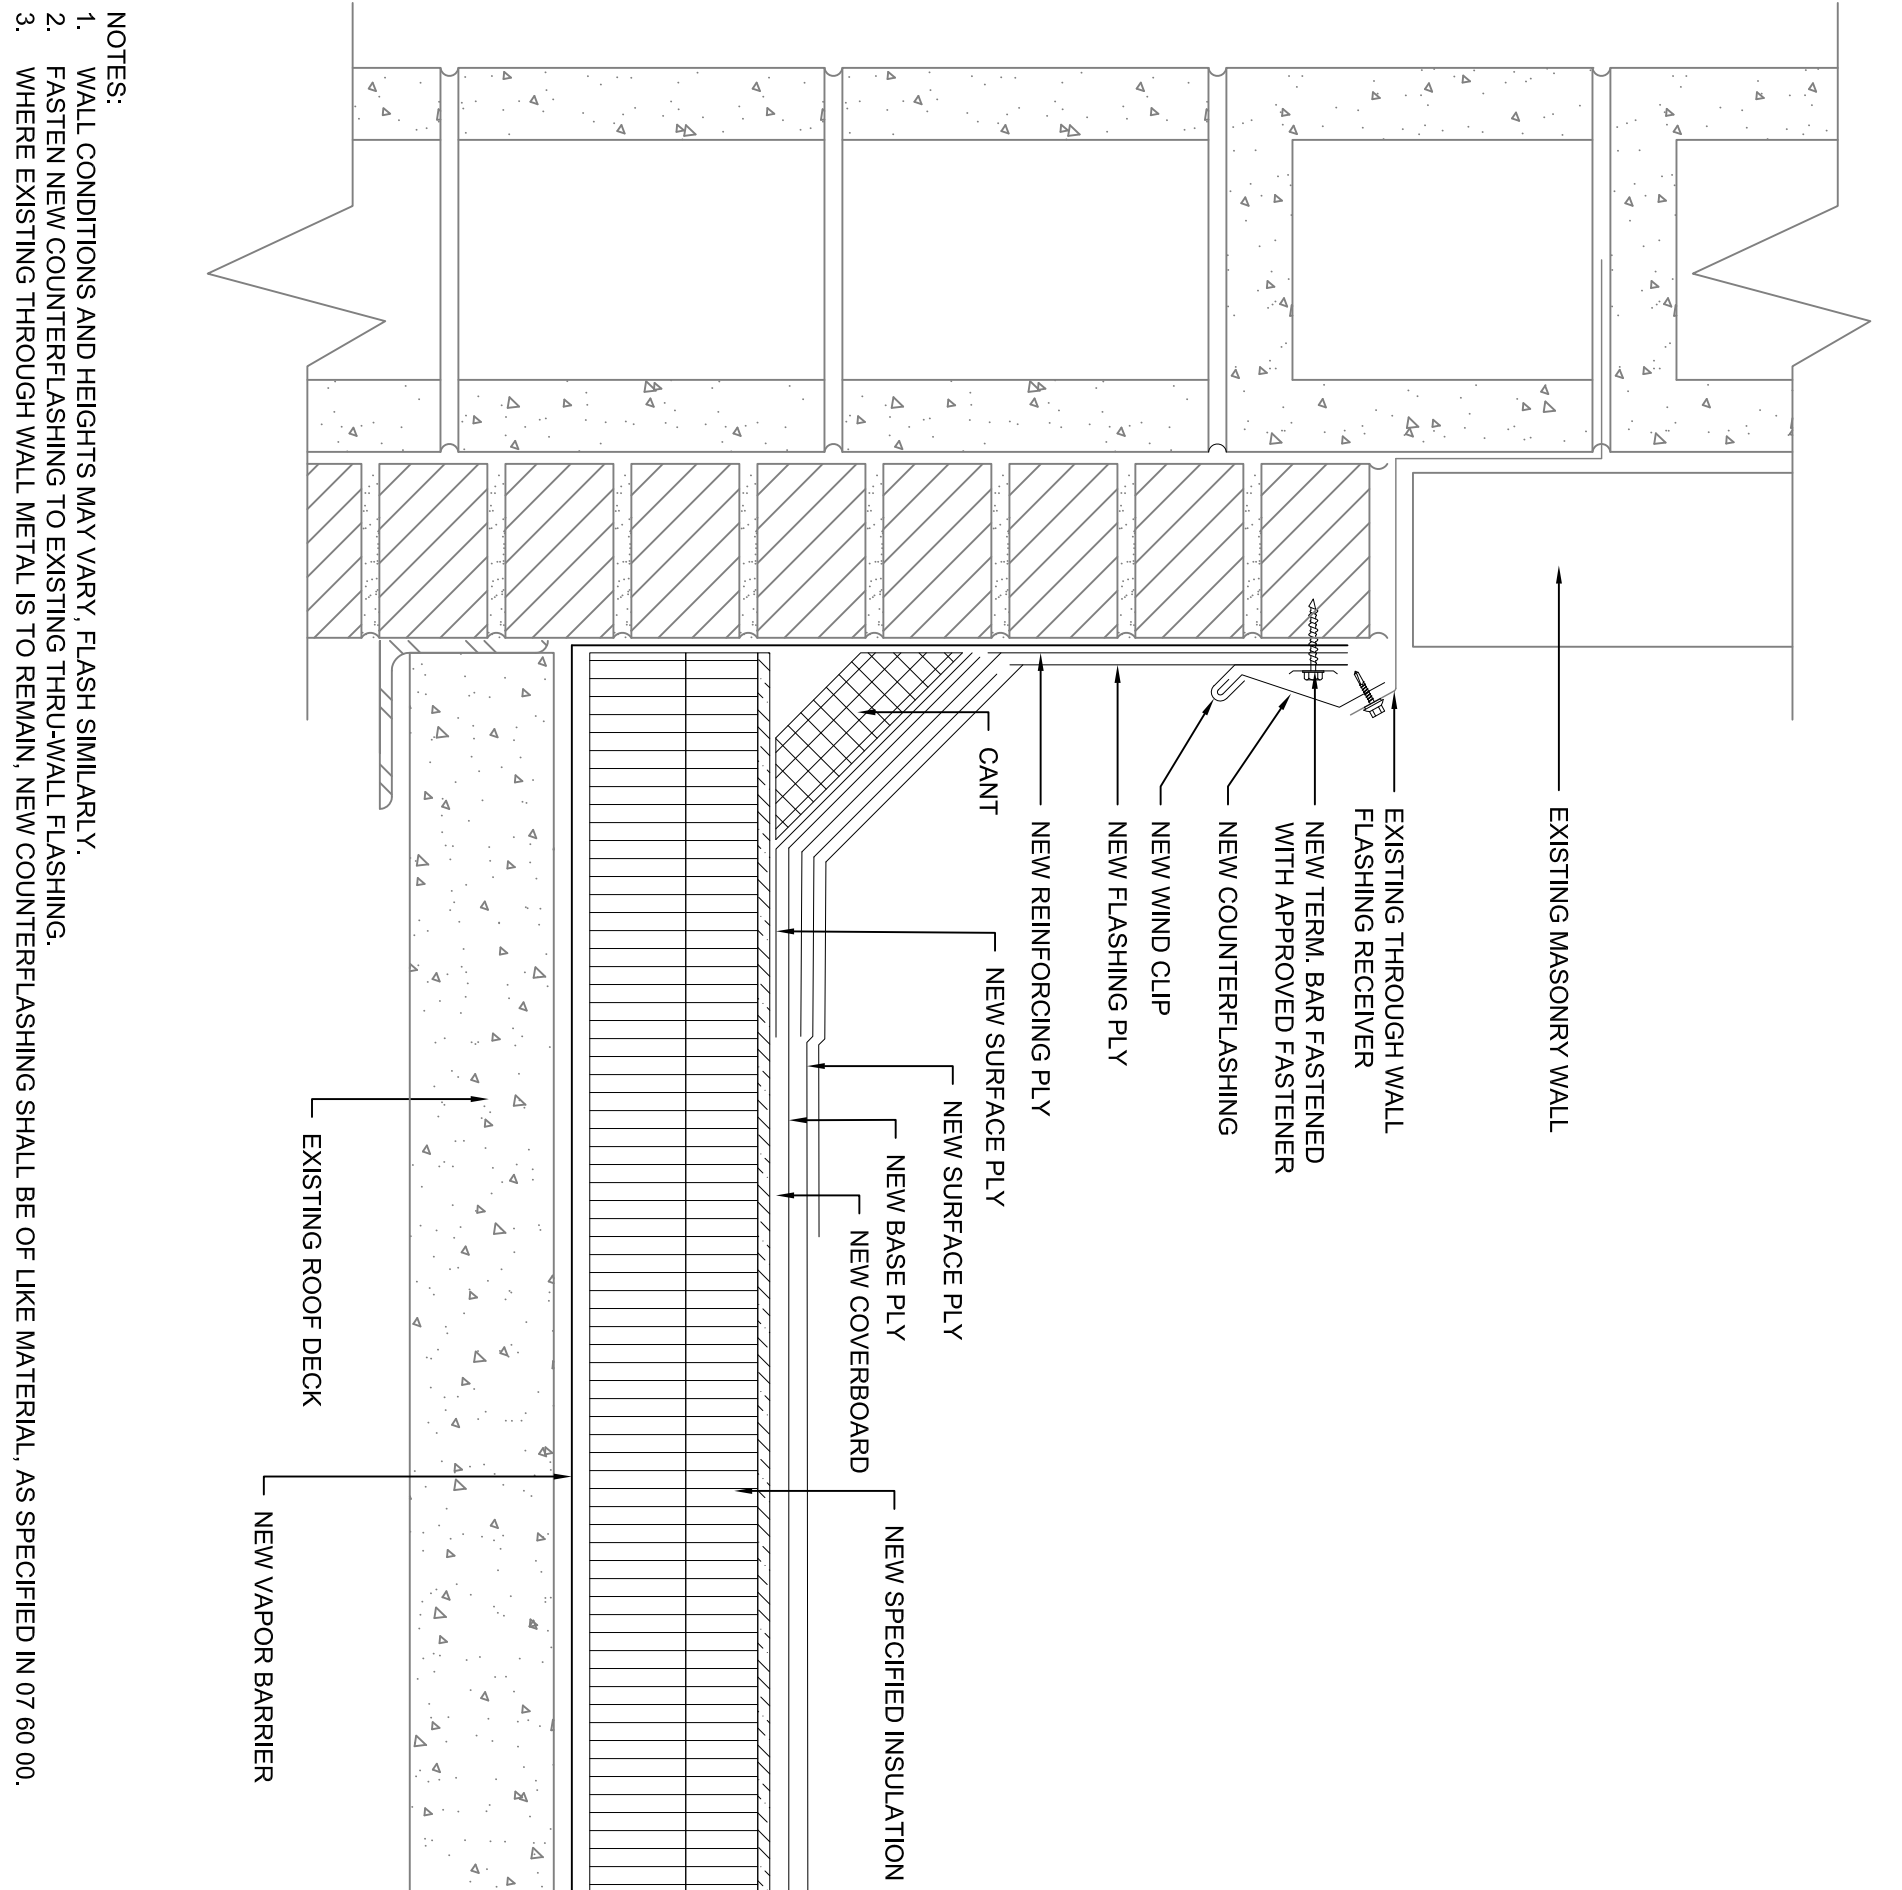 EXISTING MASONRY WALL
EXISTING THROUGH WALL
FLASHING RECEIVER
NEW TERM. BAR FASTENED
WITH APPROVED FASTENER
NEW COUNTERFLASHING
NEW WIND CLIP
NEW FLASHING PLY
NEW REINFORCING PLY
CANT
NEW SURFACE PLY
NEW SURFACE PLY
NEW BASE PLY
NEW COVERBOARD
NEW SPECIFIED INSULATION
EXISTING ROOF DECK
NEW VAPOR BARRIER
NOTES:
1. WALL CONDITIONS AND HEIGHTS MAY VARY, FLASH SIMILARLY.
2. FASTEN NEW COUNTERFLASHING TO EXISTING THRU-WALL FLASHING.
3. WHERE EXISTING THROUGH WALL METAL IS TO REMAIN, NEW COUNTERFLASHING SHALL BE OF LIKE MATERIAL, AS SPECIFIED IN 07 60 00.